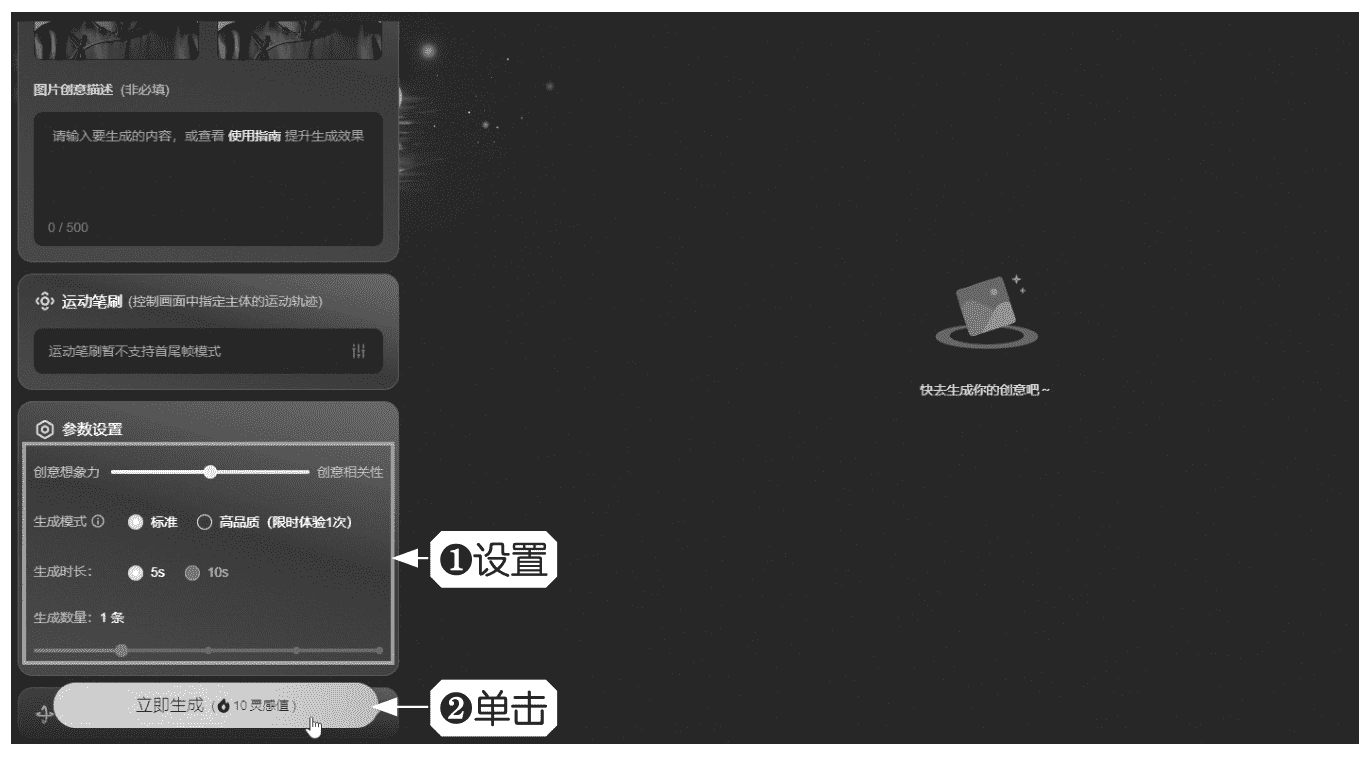 图片创意描述 (非必填)
请输入要生成的内容，或查看 使用指南 提升生成效果
0 / 500
运动笔刷 (控制画面中指定主体的运动轨迹)
运动笔刷暂不支持首尾帧模式
快去生成你的创意吧~
参数设置
创意想象力 创意相关性
生成模式 标准 高品质（限时体验1次）
❶设置
生成时长： 5s 10s
生成数量：1 条
立即生成 (10 灵感值)
❷单击